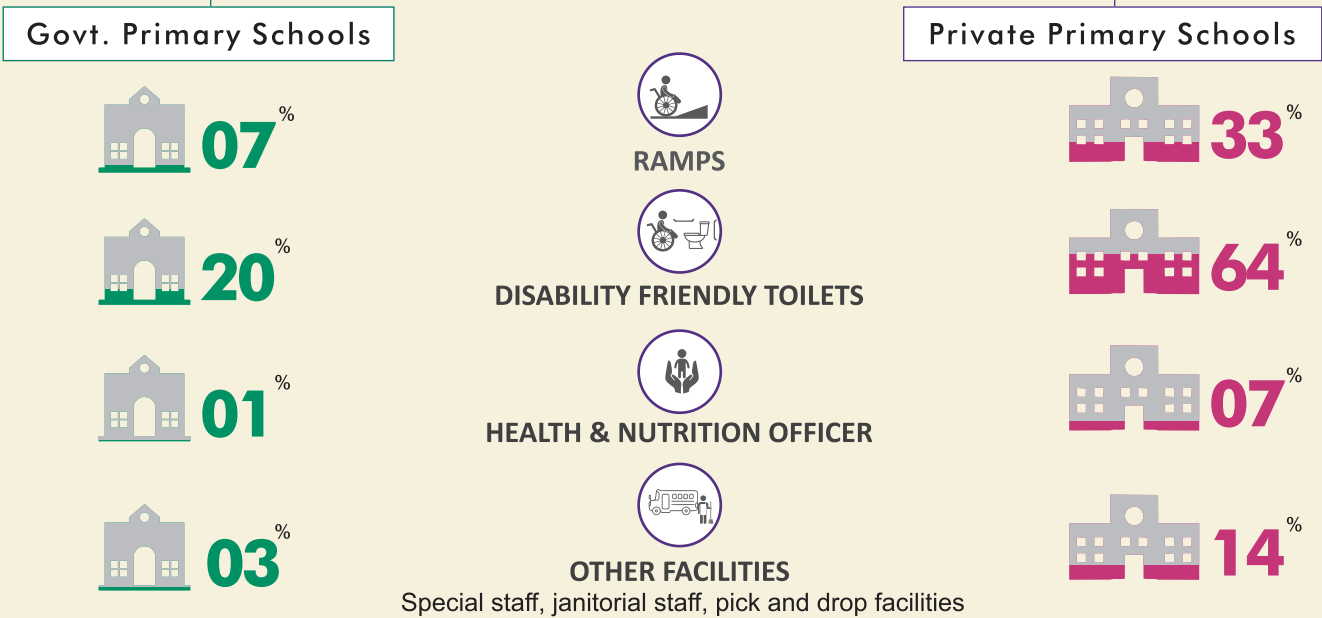 Govt. Primary Schools
Private Primary Schools
07%
RAMPS
33%
20%
DISABILITY FRIENDLY TOILETS
64%
01%
HEALTH & NUTRITION OFFICER
07%
03%
OTHER FACILITIES
Special staff, janitorial staff, pick and drop facilities
14%